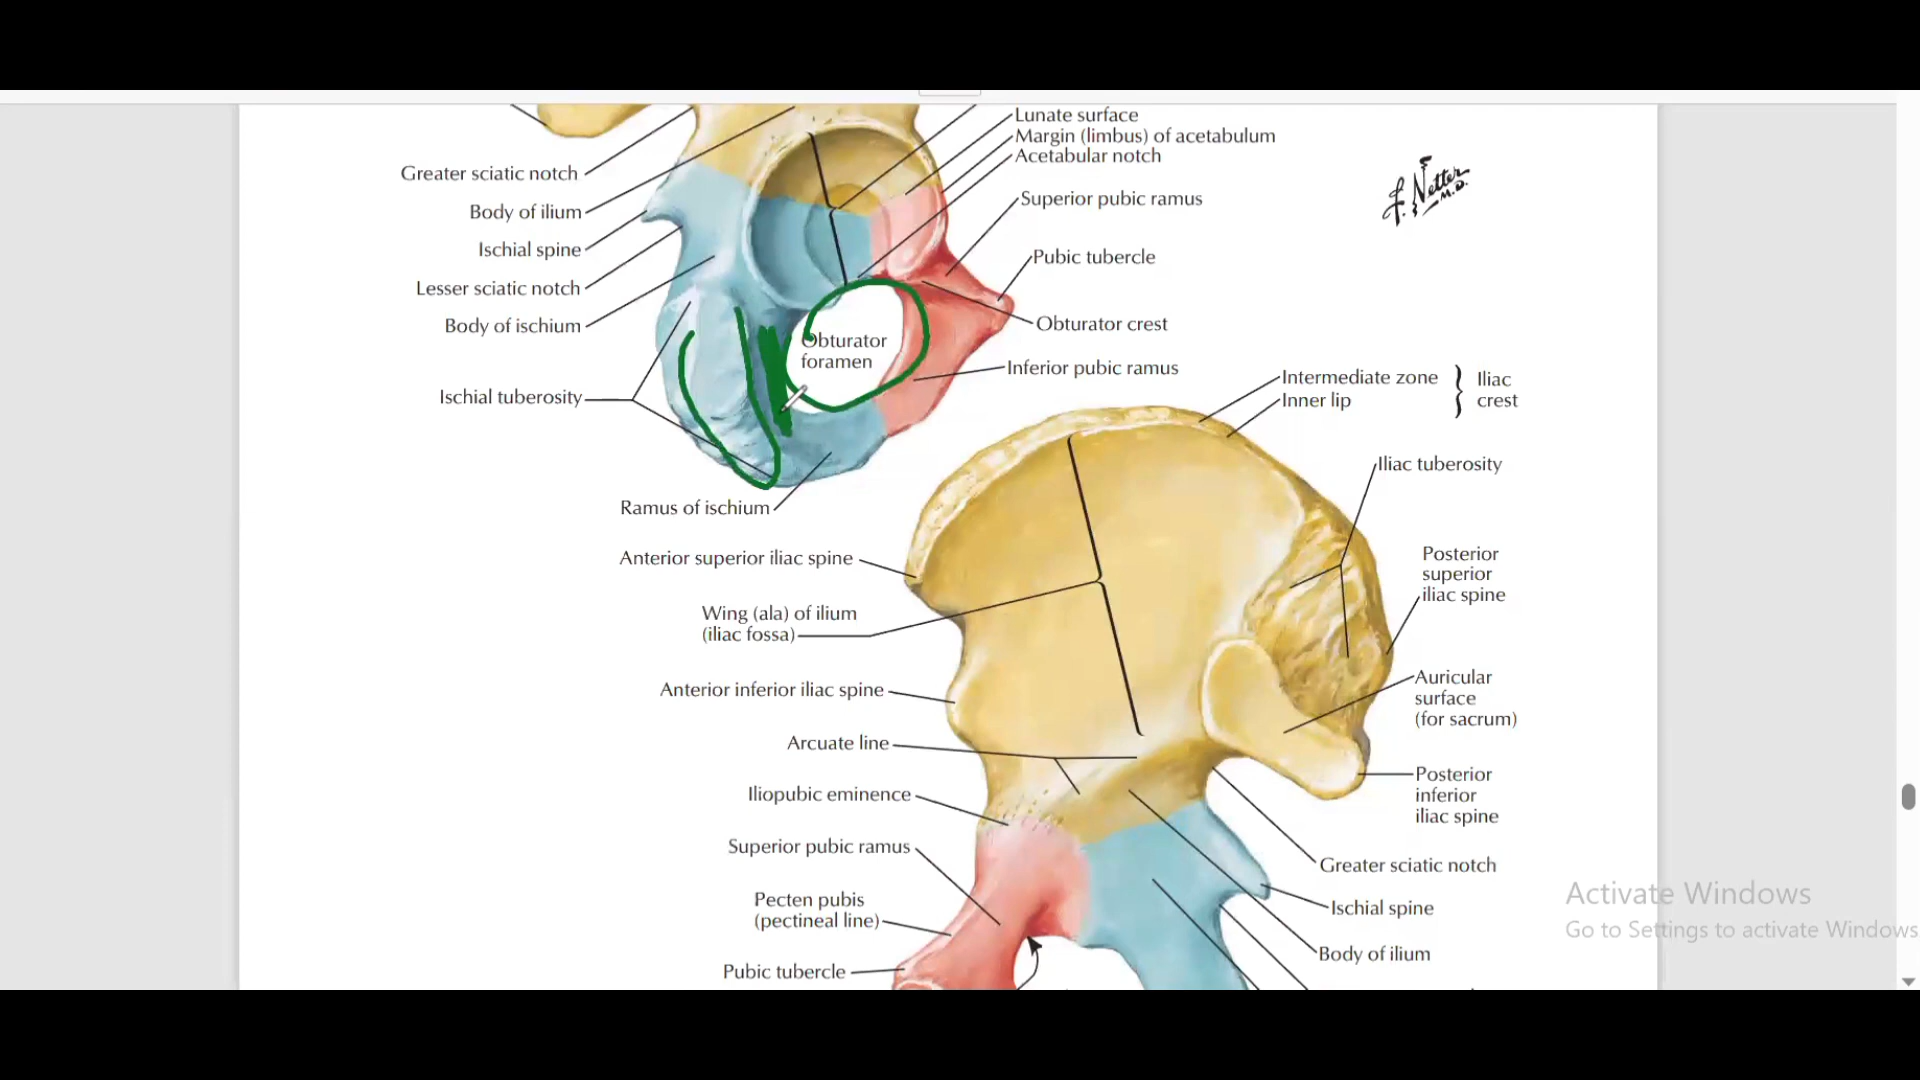 Lunate surface
Margin (limbus) of acetabulum
Acetabular notch
Greater sciatic notch
Superior pubic ramus
Body of ilium
Ischial spine
Pubic tubercle
Lesser sciatic notch
Body of ischium
Obturator crest
Obturator
foramen
Inferior pubic ramus
Ischial tuberosity
Intermediate zone
Inner lip
Iliac
crest
Iliac tuberosity
Ramus of ischium
Anterior superior iliac spine
Posterior
superior
iliac spine
Wing (ala) of ilium
(iliac fossa)
Anterior inferior iliac spine
Auricular
surface
(for sacrum)
Arcuate line
Posterior
inferior
iliac spine
Iliopubic eminence
Superior pubic ramus
Greater sciatic notch
Pecten pubis
(pectineal line)
Ischial spine
Body of ilium
Pubic tubercle
F. Netter
M.D.
Activate Windows
Go to Settings to activate Windows